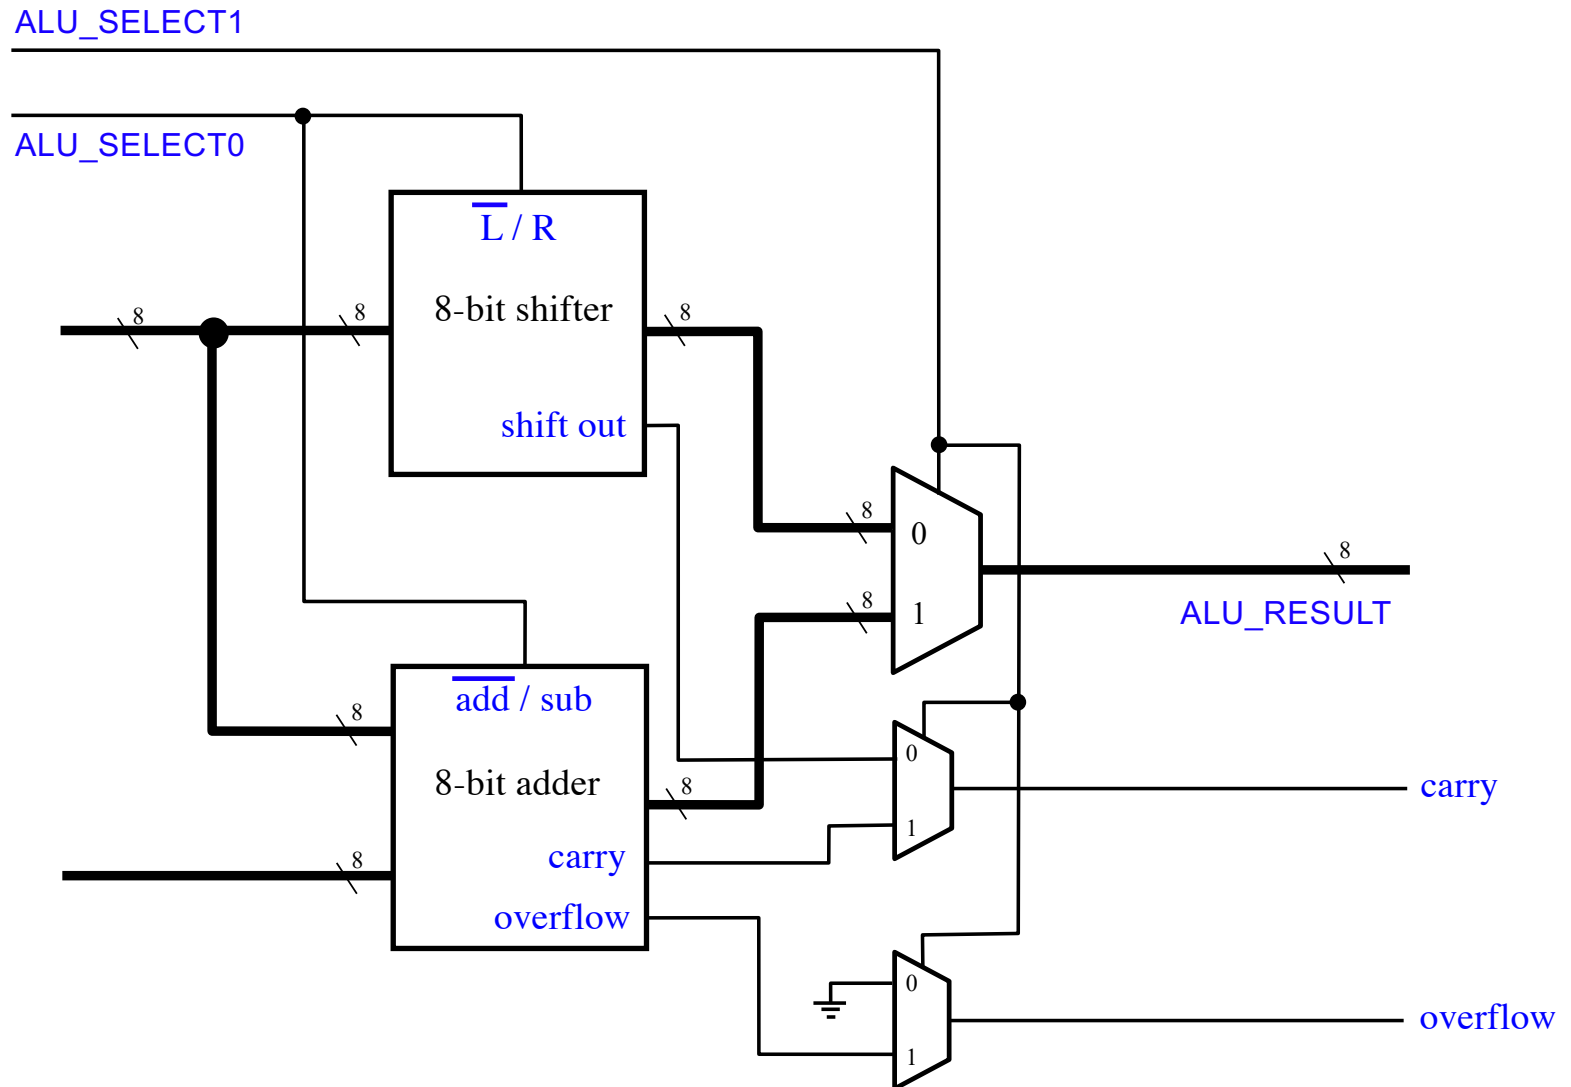 ALU_SELECT1
ALU_SELECT0
L / R
8-bit shifter
shift out
8
8
8
8
0
8
1
8
ALU_RESULT
add / sub
8-bit adder
carry
overflow
8
8
8
0
1
carry
0
1
overflow